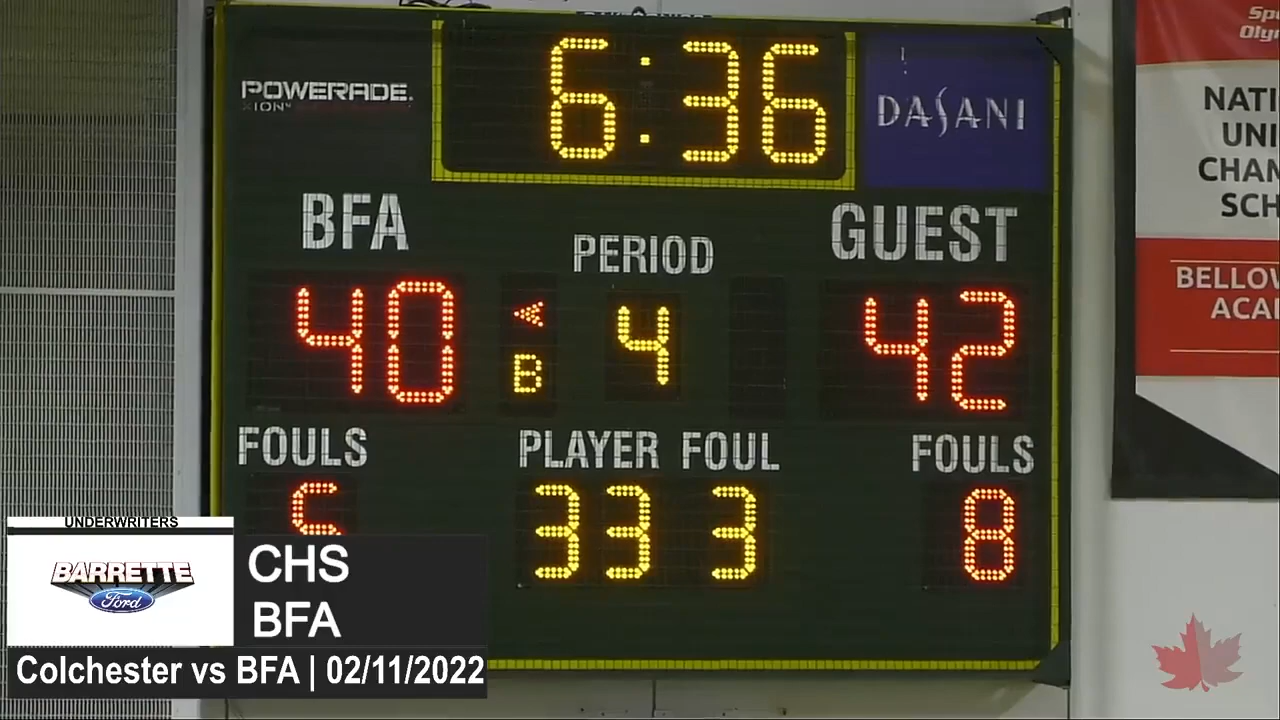 6:36
POWERADE
ION4
DASANI
BFA
GUEST
PERIOD
40
4
42
B
FOULS
PLAYER FOUL
FOULS
33 3
8
UNDERWRITERS
BARRETTE
Ford
CHS
BFA
Colchester vs BFA | 02/11/2022
NATI
UNI
CHAM
SCH
BELLOW
ACA